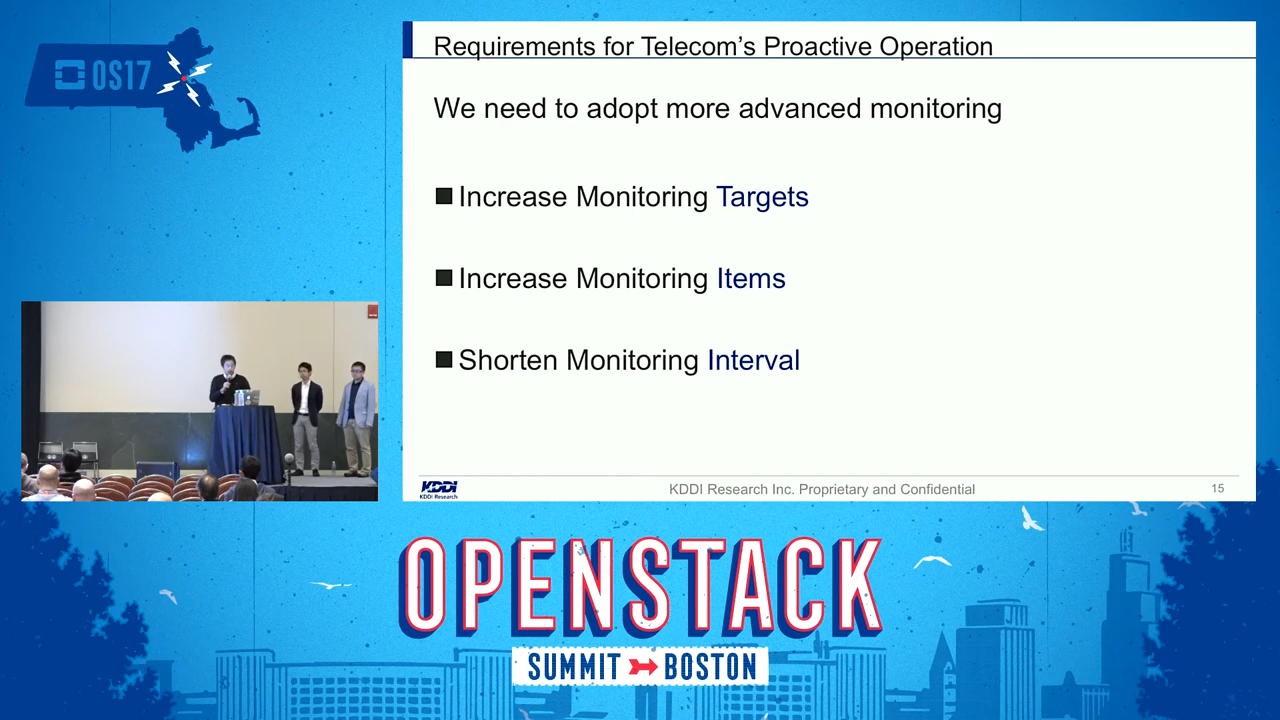 OS17
Requirements for Telecom's Proactive Operation
We need to adopt more advanced monitoring
Increase Monitoring Targets
Increase Monitoring Items
Shorten Monitoring Interval
KDDI
KDDI Research
KDDI Research Inc. Proprietary and Confidential
15
OPENSTACK
SUMMIT BOSTON